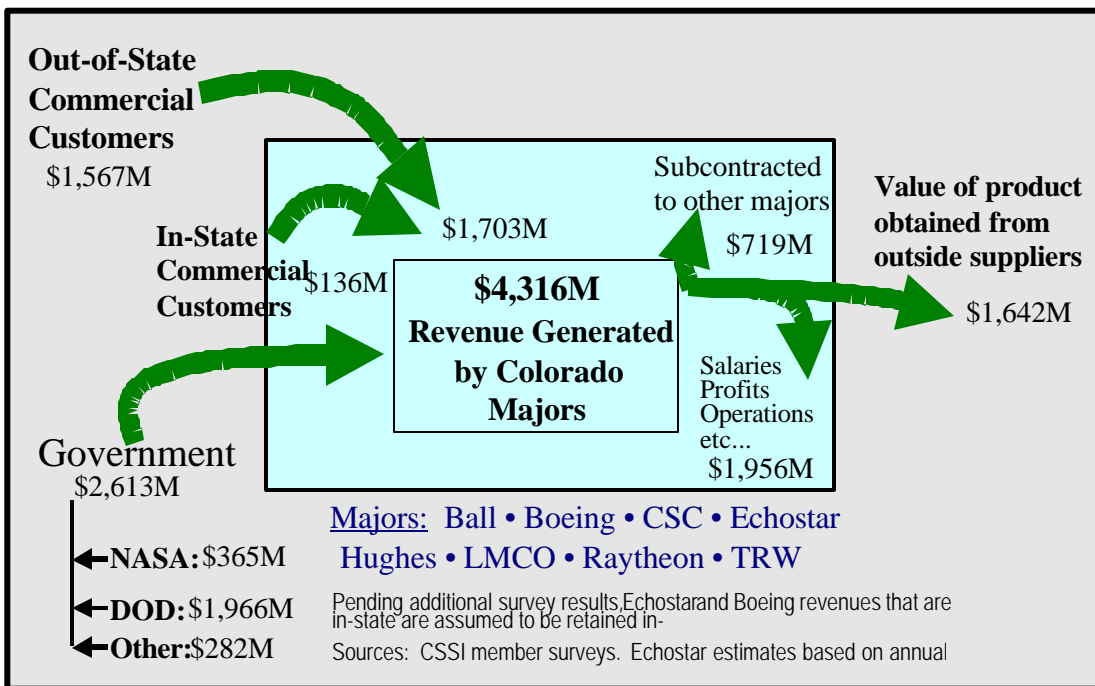 Out-of-State
Commercial
Customers
$1,567M
In-State
Commercial
Customers
$136M
$1,703M
Subcontracted
to other majors
$719M
Value of product
obtained from
outside suppliers
$1,642M
$4,316M
Revenue Generated
by Colorado
Majors
Salaries
Profits
Operations
etc...
$1,956M
Government
$2,613M
NASA: $365M
DOD: $1,966M
Other: $282M
Majors: Ball • Boeing • CSC • Echostar
Hughes • LMCO • Raytheon • TRW
Pending additional survey results,Echostarand Boeing revenues that are
in-state are assumed to be retained in-
Sources: CSSI member surveys. Echostar estimates based on annual